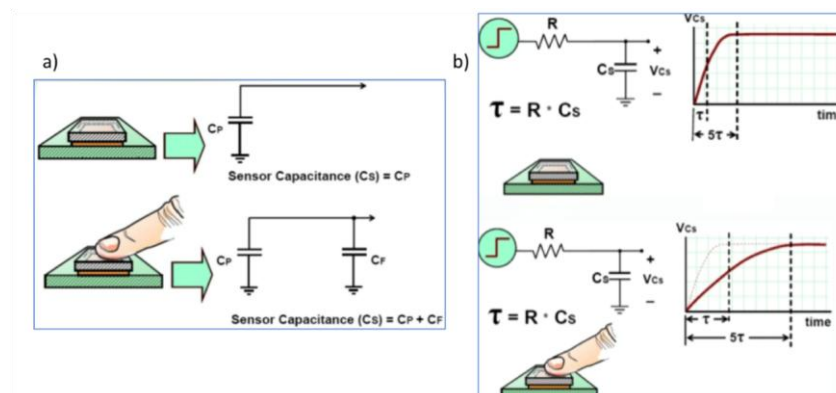 a)
CP
Sensor Capacitance (CS) = CP
CP
CF
Sensor Capacitance (CS) = CP + CF
b)
R
CS
+
VCS
−
τ = R * CS
VCS
τ
5τ
tim
R
CS
+
VCS
−
τ = R * CS
VCS
τ
5τ
time